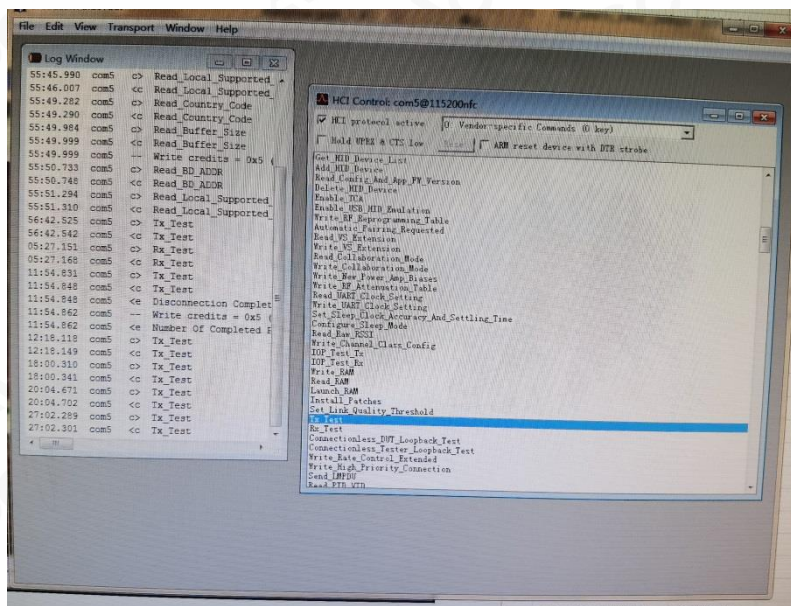 File Edit View Transport Window Help
Log Window
55:45.990 com5 c> Read_Local_Supported_
55:46.007 com5 <c Read_Local_Supported_
55:49.282 com5 c> Read_Country_Code
55:49.290 com5 <c Read_Country_Code
55:49.984 com5 c> Read_Buffer_Size
55:49.999 com5 <c Read_Buffer_Size
55:49.999 com5 -- Write credits = 0x5 (
55:50.733 com5 c> Read_BD_ADDR
55:50.748 com5 <c Read_BD_ADDR
55:51.294 com5 c> Read_Local_Supported_
55:51.310 com5 <c Read_Local_Supported_
56:42.525 com5 c> Tx_Test
56:42.542 com5 <c Tx_Test
05:27.151 com5 c> Rx_Test
05:27.168 com5 <c Rx_Test
11:54.831 com5 c> Tx_Test
11:54.848 com5 <c Tx_Test
11:54.848 com5 <e Disconnection Complet
11:54.862 com5 -- Write credits = 0x5 (
11:54.862 com5 <e Number Of Completed P
12:18.118 com5 c> Tx_Test
12:18.149 com5 <c Tx_Test
18:00.310 com5 c> Tx_Test
18:00.341 com5 <c Tx_Test
20:04.671 com5 c> Tx_Test
20:04.702 com5 <c Tx_Test
27:02.289 com5 c> Tx_Test
27:02.301 com5 <c Tx_Test
HCI Control: com5@115200nfc
HCI protocol active 0: Vendor-specific Commands (0 key)
Hold UPEX & CTS low Reset ARM reset device with DTR strobe
Get_HID_Device_List
Add_HID_Device
Read_Config_And_App_FW_Version
Delete_HID_Device
Enable_TCA
Enable_USB_HID_Emulation
Write_RF_Reprogramming_Table
Automatic_Pairing_Requested
Read_VS_Extension
Write_VS_Extension
Read_Collaboration_Mode
Write_Collaboration_Mode
Write_New_Power_Amp_Biases
Write_RF_Attenuation_Table
Read_UART_Clock_Setting
Write_UART_Clock_Setting
Set_Sleep_Clock_Accuracy_And_Settling_Time
Configure_Sleep_Mode
Read_Raw_RSSI
Write_Channel_Class_Config
IOP_Test_Tx
IOP_Test_Rx
Write_RAM
Read_RAM
Launch_RAM
Install_Patches
Set_Link_Quality_Threshold
Tx_Test
Rx_Test
Connectionless_DUT_Loopback_Test
Connectionless_Tester_Loopback_Test
Write_Rate_Control_Extended
Write_High_Priority_Connection
Send_LMPDU
Read_PID_VID